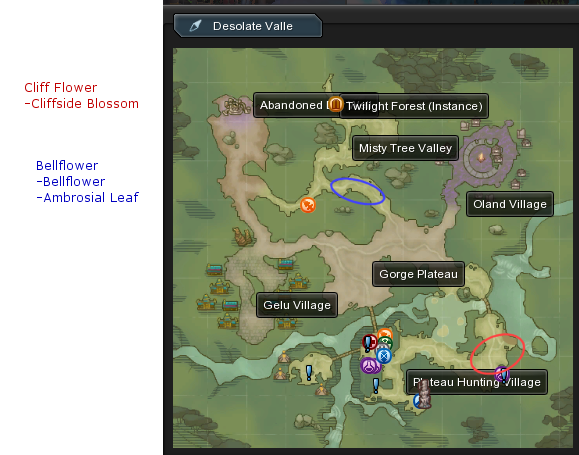 Desolate Valle
Cliff Flower
-Cliffside Blossom
Abandoned
Twilight Forest (Instance)
Misty Tree Valley
Bellflower
-Bellflower
-Ambrosial Leaf
Oland Village
Gorge Plateau
Gelu Village
Plateau Hunting Village